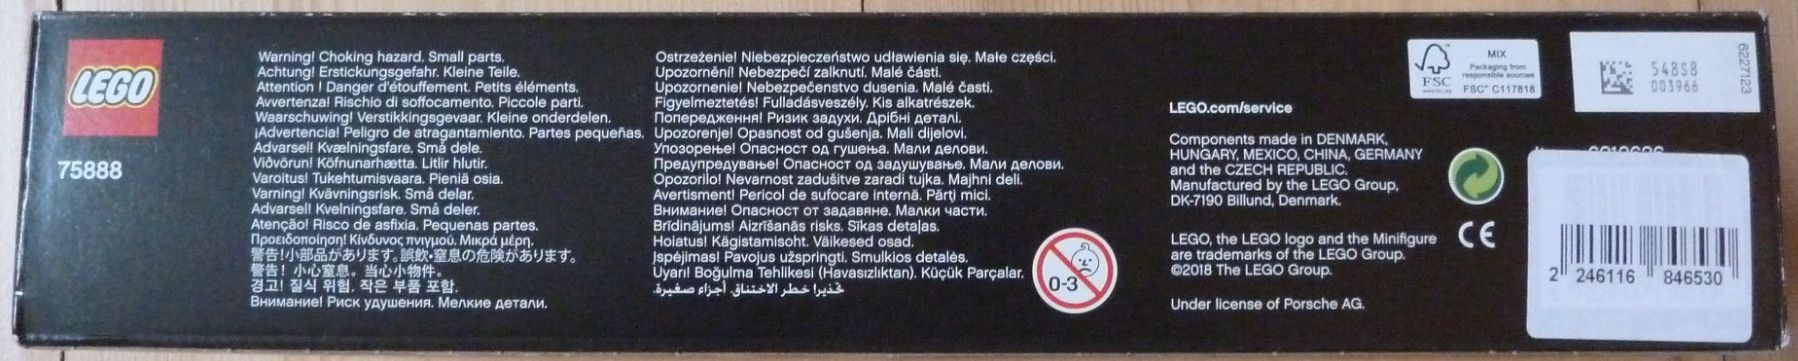 LEGO
75888
Warning! Choking hazard. Small parts.
Achtung! Erstickungsgefahr. Kleine Teile.
Attention ! Danger d'étouffement. Petits éléments.
Avvertenza! Rischio di soffocamento. Piccole parti.
Waarschuwing! Verstikkingsgevaar. Kleine onderdelen.
¡Advertencia! Peligro de atragantamiento. Partes pequeñas.
Advarsel! Kvælningsfare. Små dele.
Viðvörun! Köfnunarhætta. Litlir hlutir.
Varoitus! Tukehtumisvaara. Pieniä osia.
Varning! Kvävningsrisk. Små delar.
Advarsel! Kvelningsfare. Små deler.
Atenção! Risco de asfixia. Pequenas partes.
Προειδοποίηση! Κίνδυνος πνιγμού. Μικρά μέρη.
警告!小部品があります。誤飲・窒息の危険があります。
警告！小心窒息。当心小物件。
경고! 질식 위험. 작은 부품 포함.
Внимание! Риск удушения. Мелкие детали.
Ostrzeżenie! Niebezpieczeństwo udławienia się. Małe części.
Upozornění! Nebezpečí zalknutí. Malé části.
Upozornenie! Nebezpečenstvo dusenia. Malé časti.
Figyelmeztetés! Fulladásveszély. Kis alkatrészek.
Попередження! Ризик задухи. Дрібні деталі.
Upozorenje! Opasnost od gušenja. Mali dijelovi.
Упозорење! Опасност од гушења. Мали делови.
Предупредување! Опасност од задушување. Мали делови.
Opozorilo! Nevarnost zadušitve zaradi tujka. Majhni deli.
Avertisment! Pericol de sufocare internă. Părți mici.
Внимание! Опасност от задавяне. Малки части.
Brīdinājums! Aizrīšanās risks. Sīkas detaļas.
Hoiatus! Kägistamisoht. Väikesed osad.
Įspėjimas! Pavojus užspringti. Smulkios detalės.
Uyarı! Boğulma Tehlikesi (Havasızlıktan). Küçük Parçalar.
تحذير! خطر الاختناق. أجزاء صغيرة.
0-3
LEGO.com/service
Components made in DENMARK,
HUNGARY, MEXICO, CHINA, GERMANY
and the CZECH REPUBLIC.
Manufactured by the LEGO Group,
DK-7190 Billund, Denmark.
LEGO, the LEGO logo and the Minifigure
are trademarks of the LEGO Group.
©2018 The LEGO Group.
Under license of Porsche AG.
FSC
www.fsc.org
MIX
Packaging from
responsible sources
FSC™ C117818
CE
548S8
003966
6227123
2 246116 846530